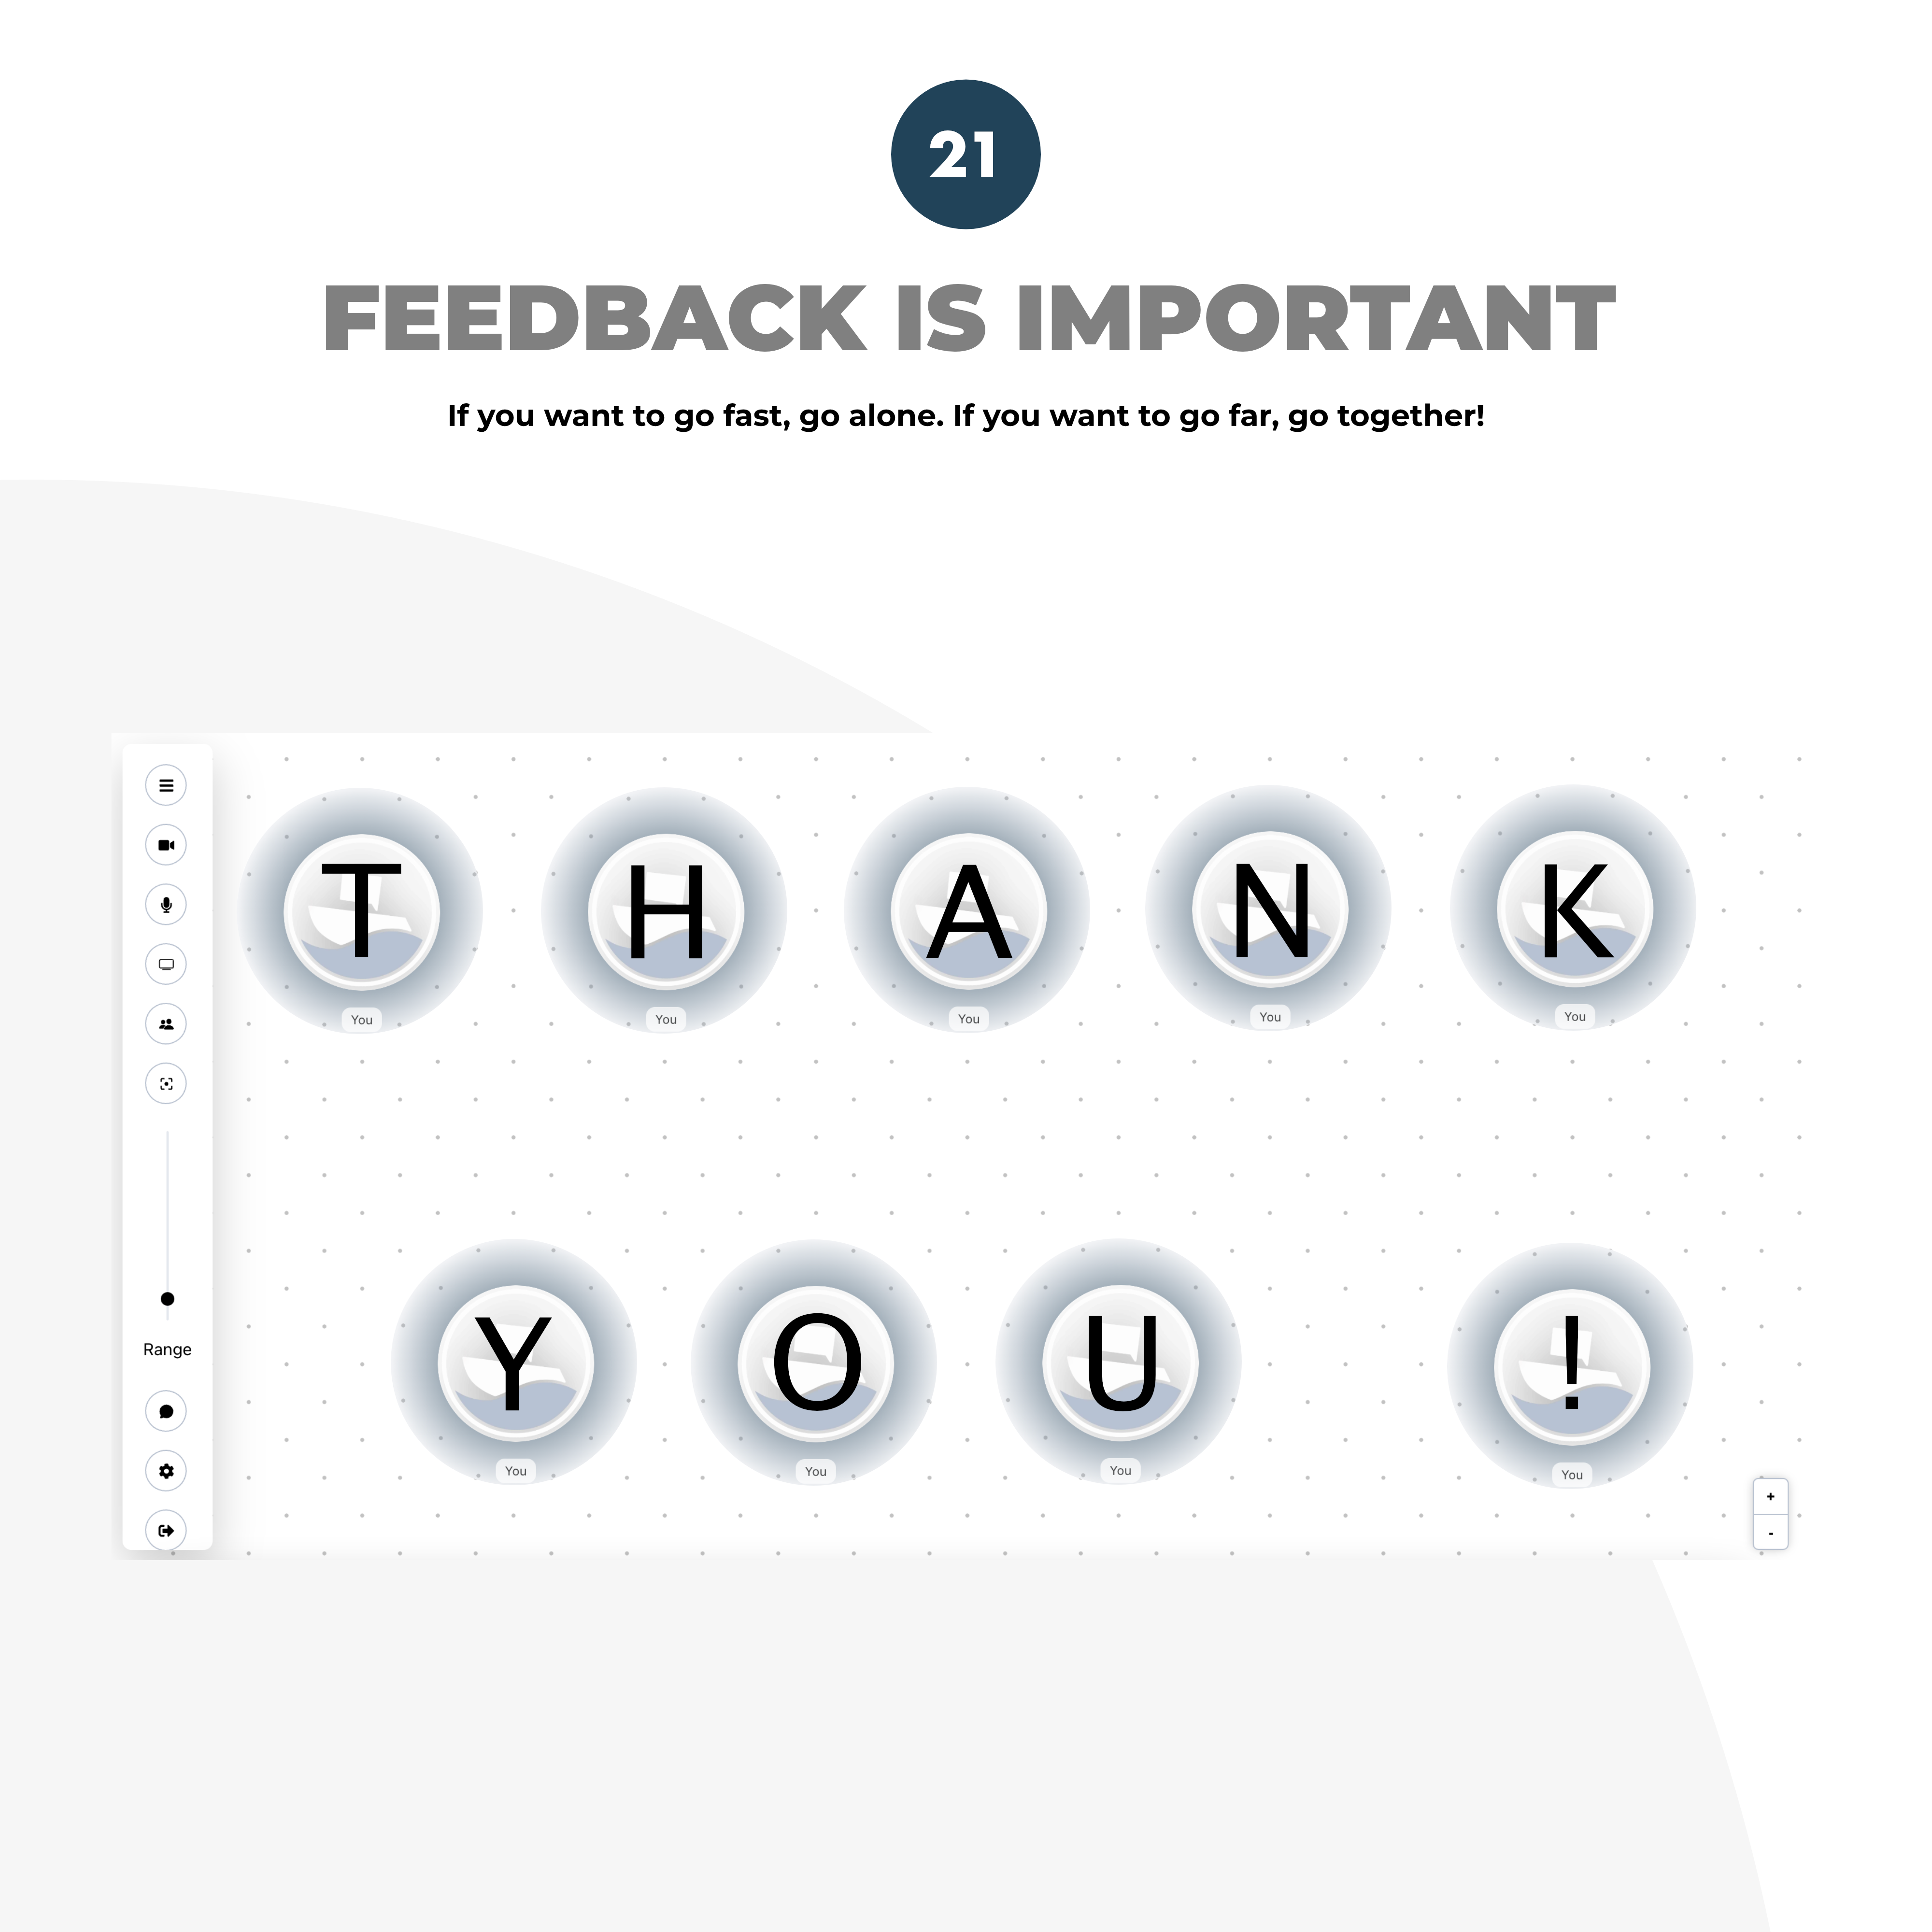 21
FEEDBACK IS IMPORTANT
If you want to go fast, go alone. If you want to go far, go together!
T H A N K
You You You You You
Y O U !
You You You You
Range
+
-